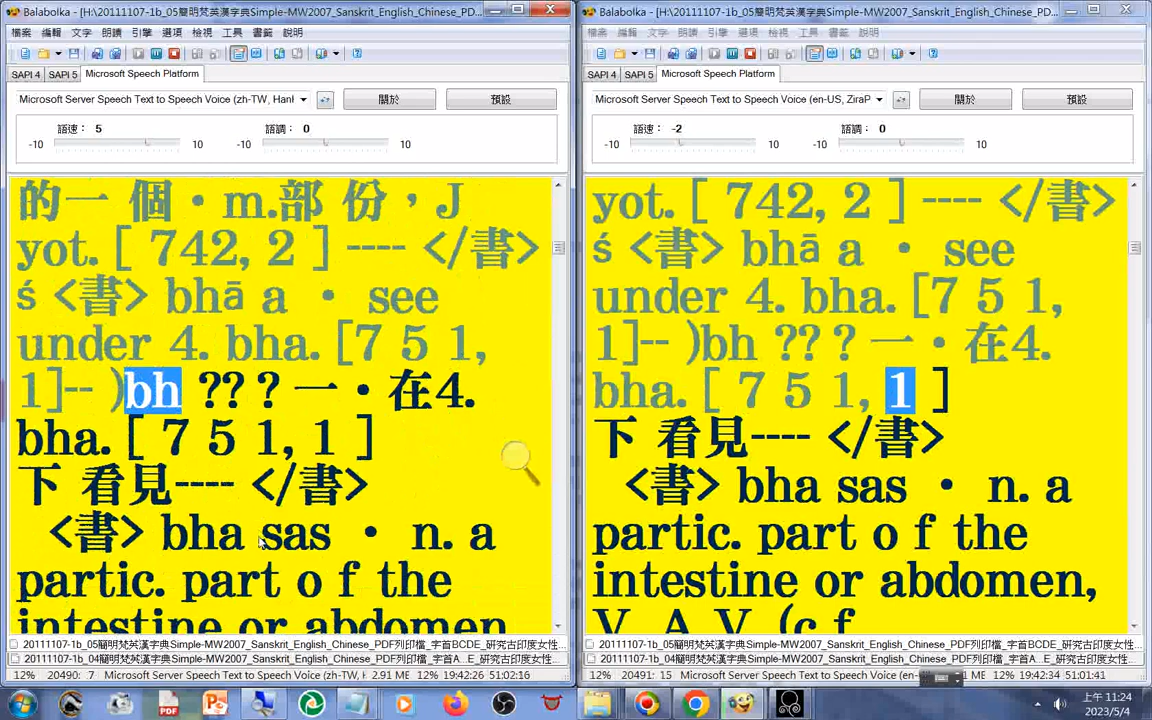 Balabolka - [H:\20111107-1b_05簡明梵英漢字典Simple-MW2007_Sanskrit_English_Chinese_PD...
檔案 編輯 文字 朗讀 引擎 選項 檢視 工具 書籤 說明
SAPI 4 SAPI 5 Microsoft Speech Platform
Microsoft Server Speech Text to Speech Voice (zh-TW, Hanl
關於 預設
語速： 5 語調： 0
-10 10 -10 10
的一 個・m.部 份，J
yot. [ 742, 2 ] ---- </書>
ś <書> bhā a ・ see
under 4. bha. [7 5 1,
1]-- )bh ?? ? 一・在4.
bha. [ 7 5 1, 1 ]
下 看見---- </書>
<書> bha sas ・ n. a
partic. part o f the
intestine or abdomen
20111107-1b_05簡明梵英漢字典Simple-MW2007_Sanskrit_English_Chinese_PDF列印檔_字首BCDE_研究古印度女性...
20111107-1b_04簡明梵英漢字典Simple-MW2007_Sanskrit_English_Chinese_PDF列印檔_字首A...E_研究古印度女性...
12% 20490: .7 Microsoft Server Speech Text to Speech Voice (zh-TW, 2.91 ME 12% 19:42:26 51:02:16
Balabolka - [H:\20111107-1b_05簡明梵英漢字典Simple-MW2007_Sanskrit_English_Chinese_PD...
檔案 編輯 文字 朗讀 引擎 選項 檢視 工具 書籤 說明
SAPI 4 SAPI 5 Microsoft Speech Platform
Microsoft Server Speech Text to Speech Voice (en-US, ZiraP
關於 預設
語速： -2 語調： 0
-10 10 -10 10
yot. [ 742, 2 ] ---- </書>
ś <書> bhā a ・ see
under 4. bha. [7 5 1,
1]-- )bh ?? ? 一・在4.
bha. [ 7 5 1, 1 ]
下 看見---- </書>
<書> bha sas ・ n. a
partic. part o f the
intestine or abdomen,
V. A V. (c f
20111107-1b_05簡明梵英漢字典Simple-MW2007_Sanskrit_English_Chinese_PDF列印檔_字首BCDE_研究古印度女性...
20111107-1b_04簡明梵英漢字典Simple-MW2007_Sanskrit_English_Chinese_PDF列印檔_字首A...E_研究古印度女性...
12% 20491: 15 Microsoft Server Speech Text to Speech Voice (en-US ME 12% 19:42:34 51:01:41
PDF
上午 11:24
2023/5/4